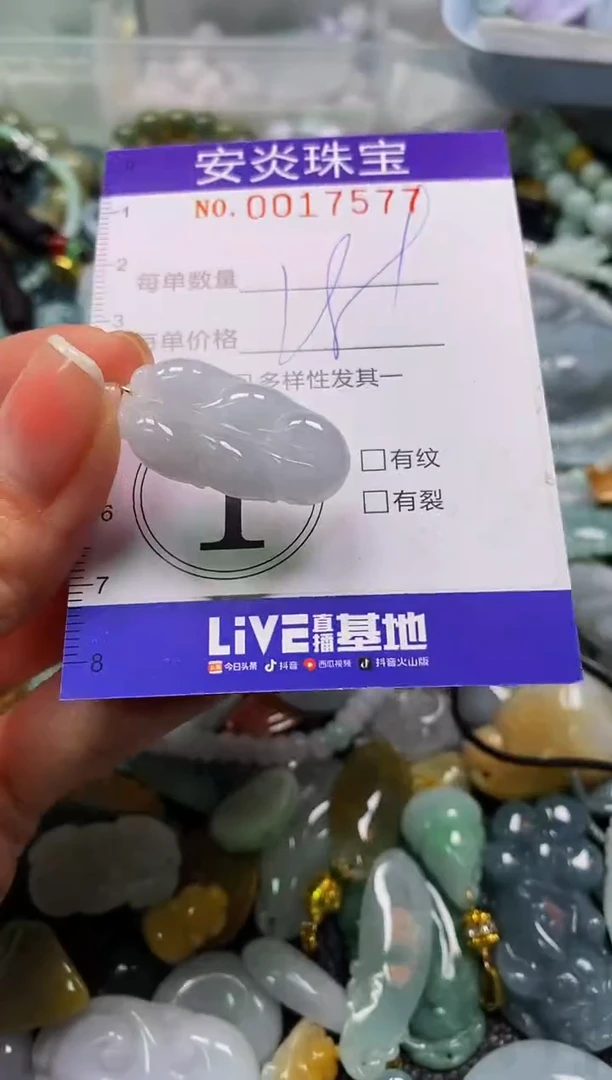 安炎珠宝
NO. 0017577
1
2
每单数量
3
有单价格
多样性发其一
□有纹
□有裂
6
1
7
LiVE直播基地
8
今日头条 抖音 西瓜视频 抖音火山版